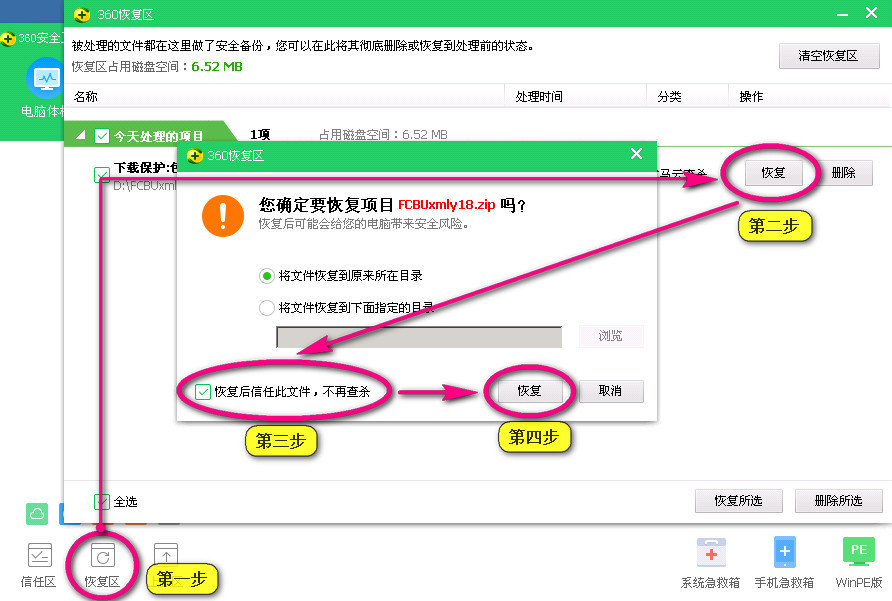 360恢复区
360安全卫
被处理的文件都在这里做了安全备份，您可以在此将其彻底删除或恢复到处理前的状态。
恢复区占用磁盘空间：6.52 MB
清空恢复区
电脑体检
名称 处理时间 分类 操作
今天处理的项目 1项 占用磁盘空间：6.52 MB
下载保护:包
D:\FCBUxml
木马云查杀
恢复 删除
第二步
360恢复区
您确定要恢复项目 FCBUxmly18.zip 吗？
恢复后可能会给您的电脑带来安全风险。
将文件恢复到原来所在目录
将文件恢复到下面指定的目录
浏览
恢复后信任此文件，不再查杀
恢复 取消
第三步 第四步
全选
恢复所选 删除所选
信任区 恢复区
第一步
系统急救箱 手机急救箱
PE
WinPE版